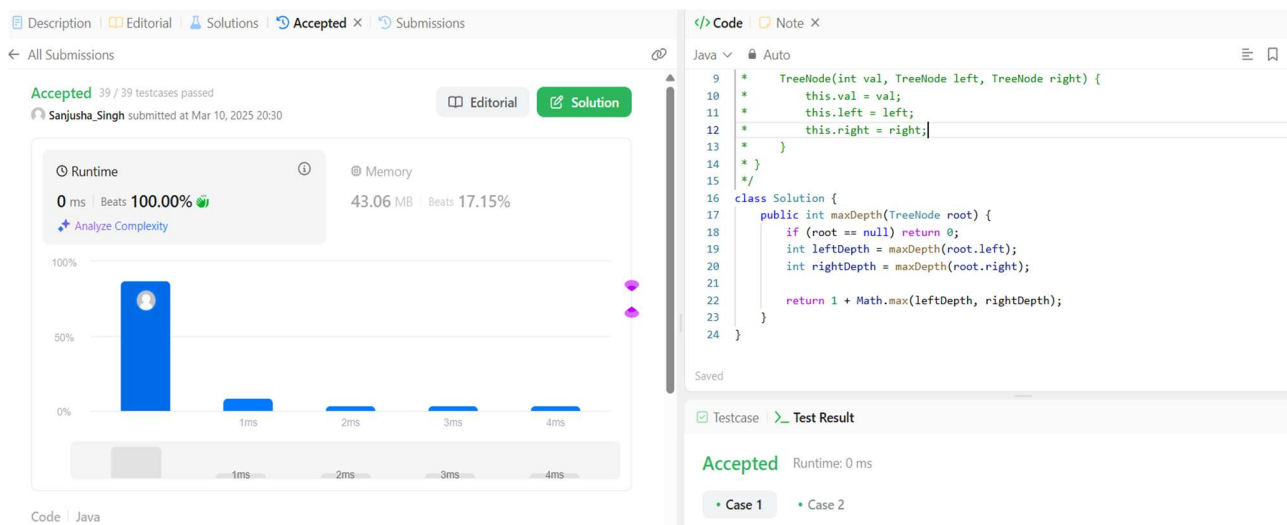 Description | Editorial | Solutions | Accepted × | Submissions
← All Submissions
Accepted 39 / 39 testcases passed
Sanjusha_Singh submitted at Mar 10, 2025 20:30
Editorial
Solution
Runtime
0 ms | Beats 100.00%
Analyze Complexity
Memory
43.06 MB | Beats 17.15%
100%
50%
0%
1ms 2ms 3ms 4ms
1ms 2ms 3ms 4ms
Code | Java
</> Code | Note ×
Java Auto
9 * TreeNode(int val, TreeNode left, TreeNode right) {
10 * this.val = val;
11 * this.left = left;
12 * this.right = right;
13 * }
14 * }
15 */
16 class Solution {
17 public int maxDepth(TreeNode root) {
18 if (root == null) return 0;
19 int leftDepth = maxDepth(root.left);
20 int rightDepth = maxDepth(root.right);
21
22 return 1 + Math.max(leftDepth, rightDepth);
23 }
24 }
Saved
Testcase | >_ Test Result
Accepted Runtime: 0 ms
• Case 1 • Case 2